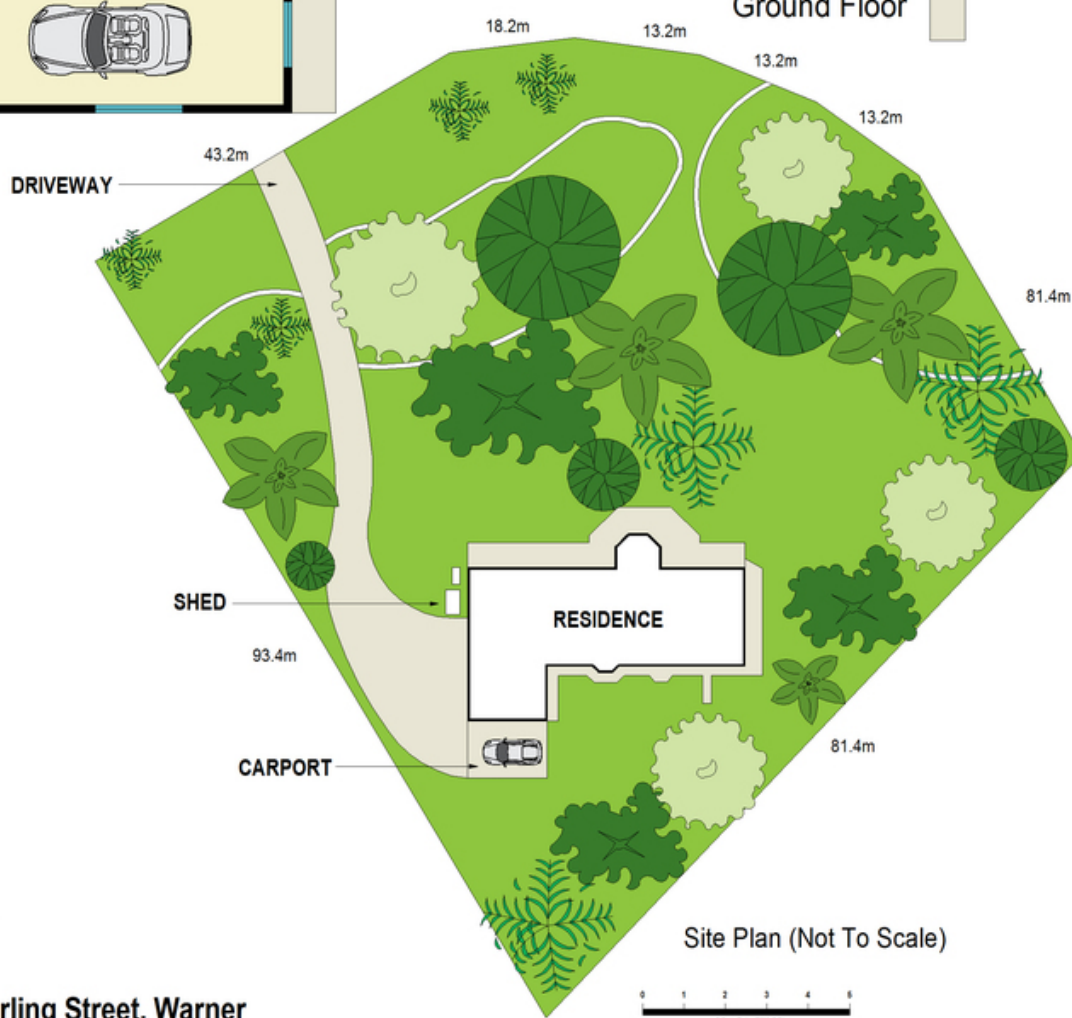 Ground Floor
18.2m
13.2m
13.2m
13.2m
43.2m
DRIVEWAY
81.4m
SHED
RESIDENCE
93.4m
81.4m
CARPORT
Site Plan (Not To Scale)
0 1 2 3 4 5
Street, Warner